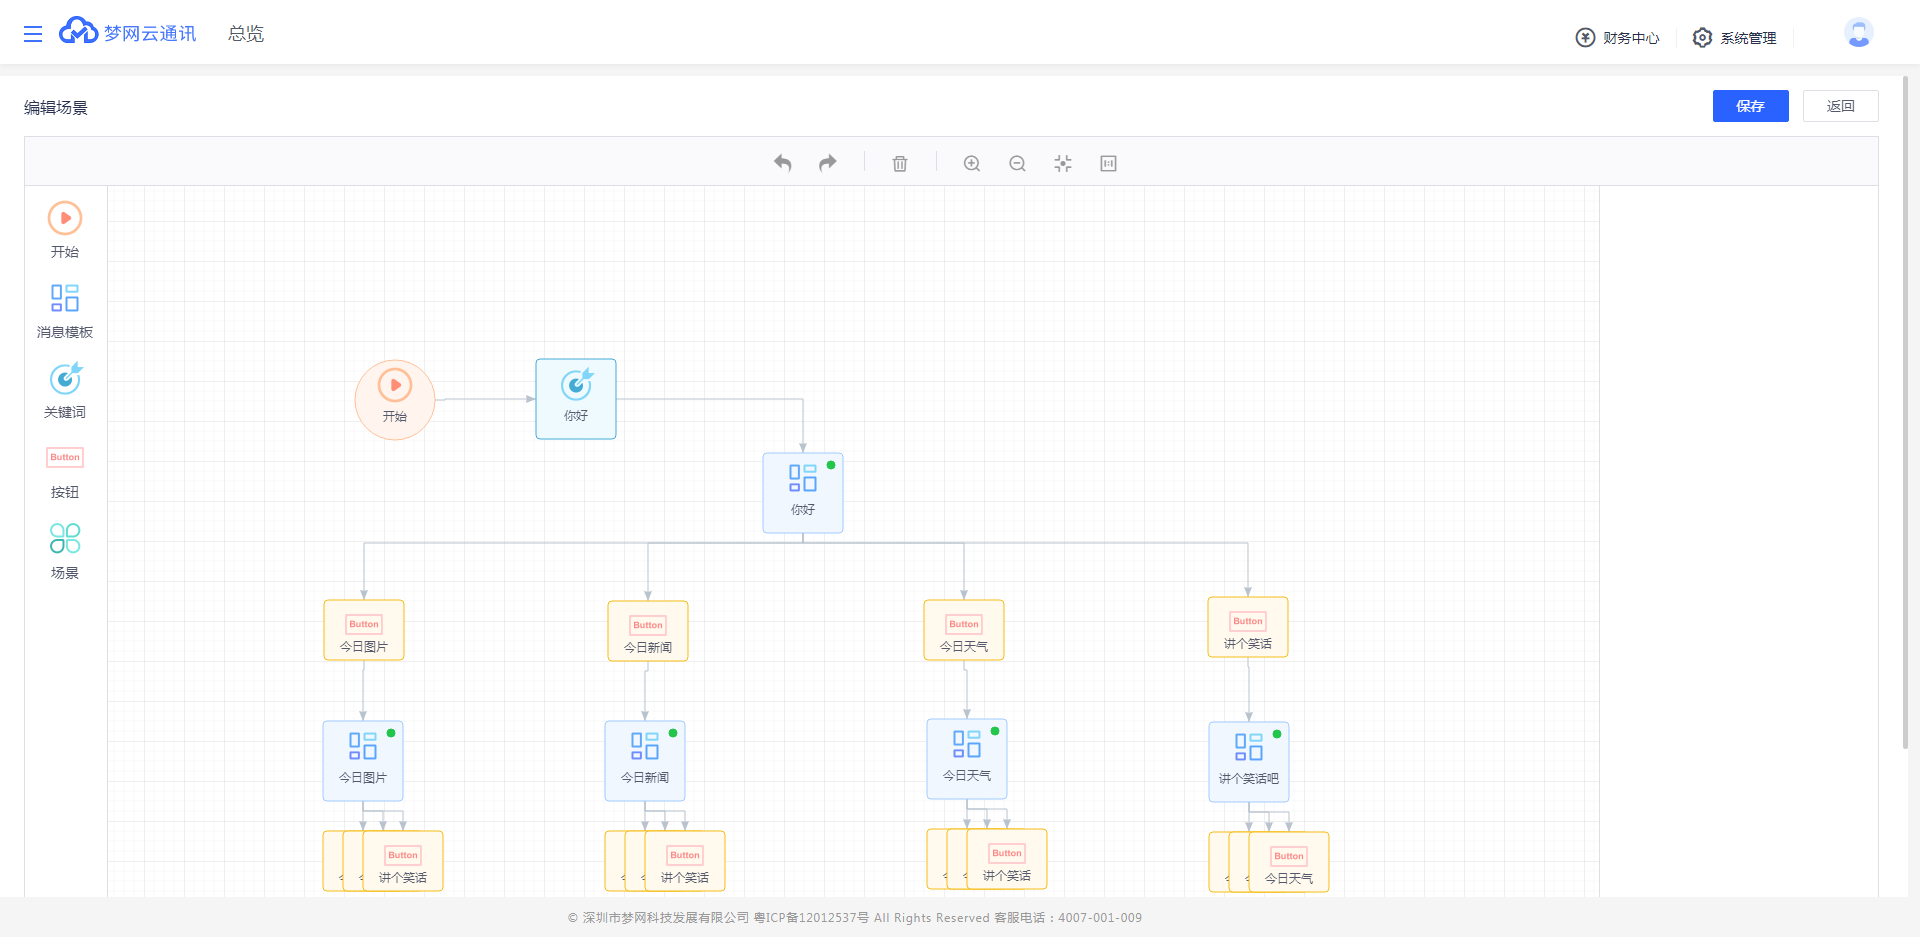 梦网云通讯 总览 财务中心 系统管理
编辑场景 保存 返回
开始
消息模板
关键词
Button
按钮
场景
开始
你好
你好
Button
今日图片
Button
今日新闻
Button
今日天气
Button
讲个笑话
今日图片
今日新闻
今日天气
讲个笑话吧
Button
讲个笑话
Button
讲个笑话
Button
讲个笑话
Button
今日天气
© 深圳市梦网科技发展有限公司 粤ICP备12012537号 All Rights Reserved 客服电话：4007-001-009